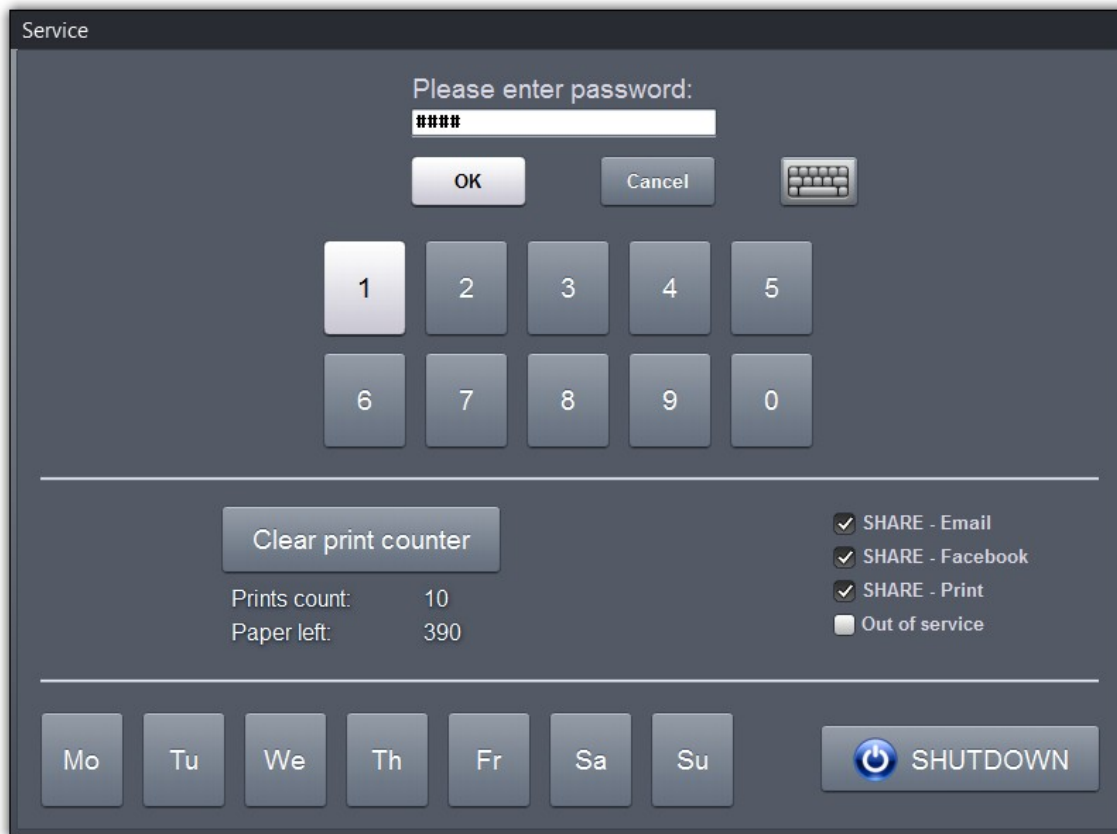 Service
Please enter password:
####
OK Cancel
1 2 3 4 5
6 7 8 9 0
Clear print counter
Prints count: 10
Paper left: 390
SHARE - Email
SHARE - Facebook
SHARE - Print
Out of service
Mo Tu We Th Fr Sa Su SHUTDOWN